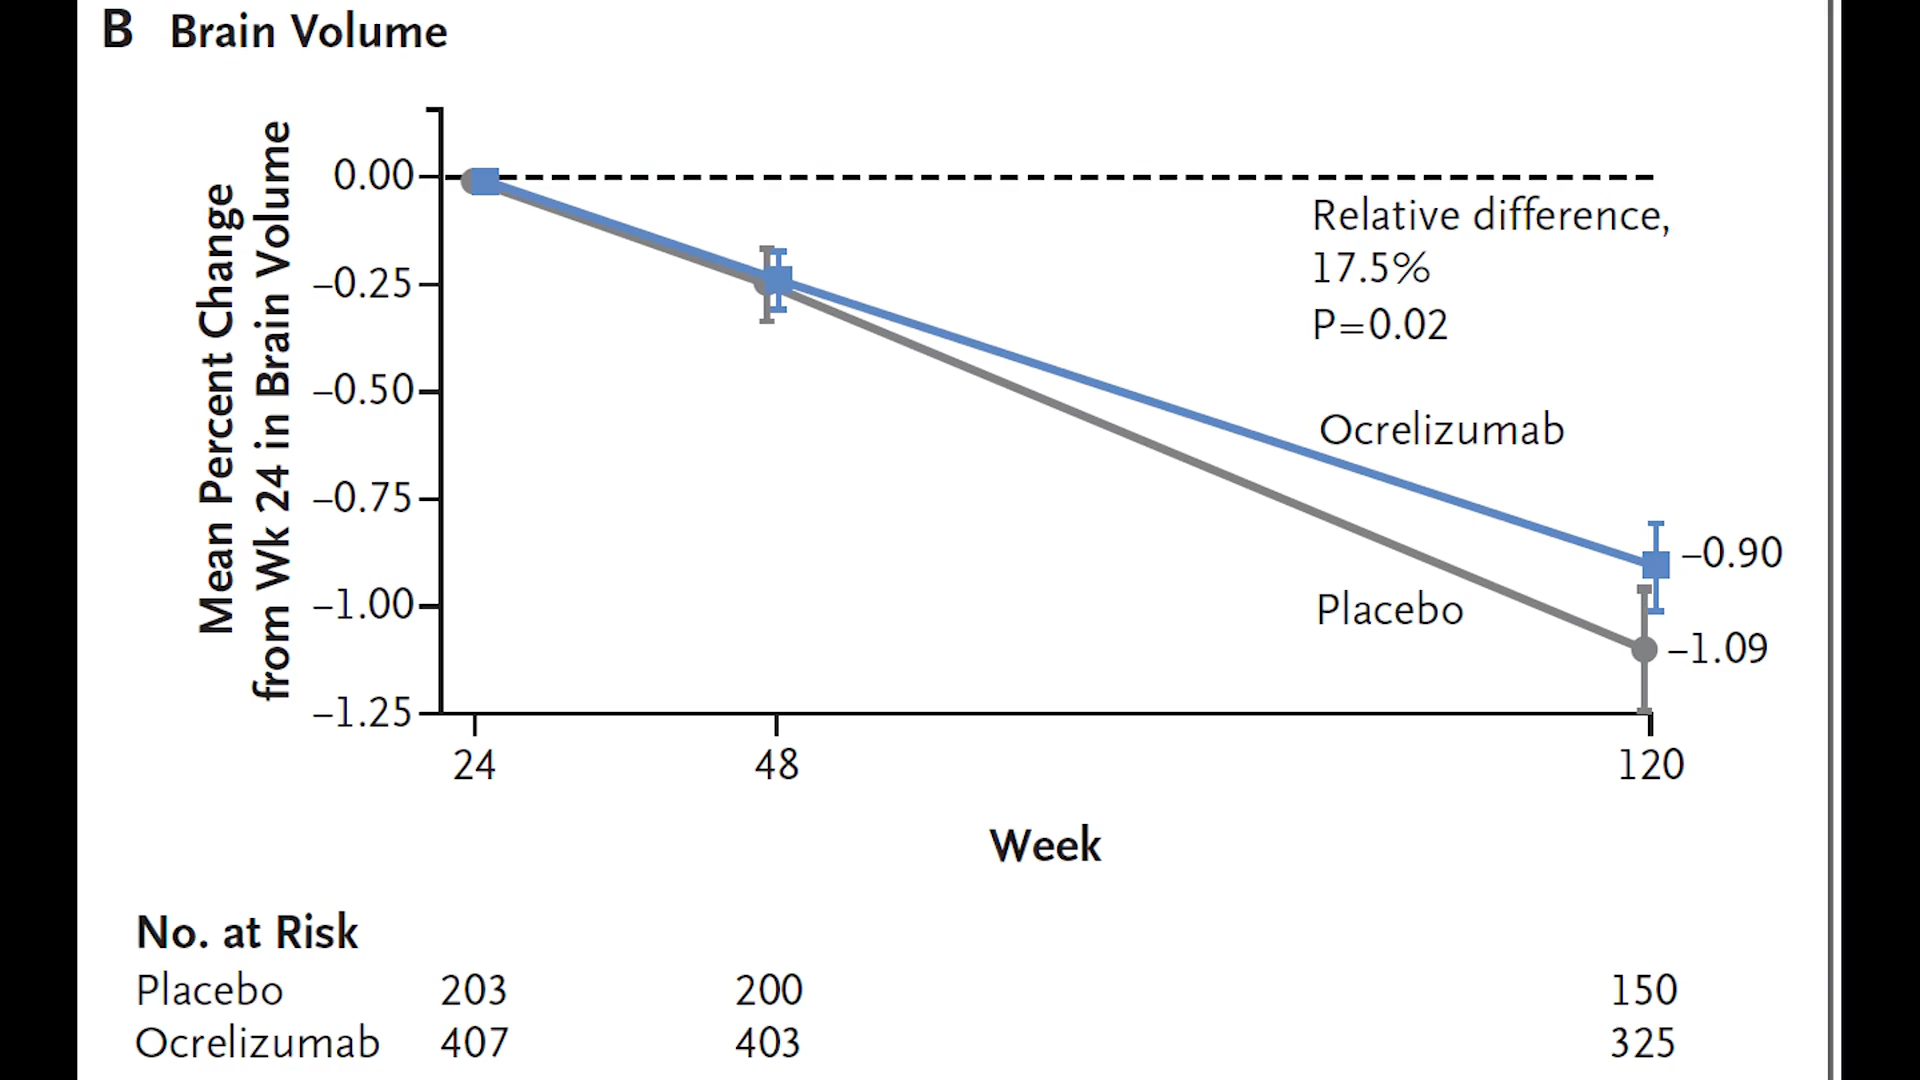 B Brain Volume
Mean Percent Change
from Wk 24 in Brain Volume
0.00
–0.25
–0.50
–0.75
–1.00
–1.25
Relative difference,
17.5%
P=0.02
Ocrelizumab
Placebo
–0.90
–1.09
24 48 120
Week
No. at Risk
Placebo 203 200 150
Ocrelizumab 407 403 325